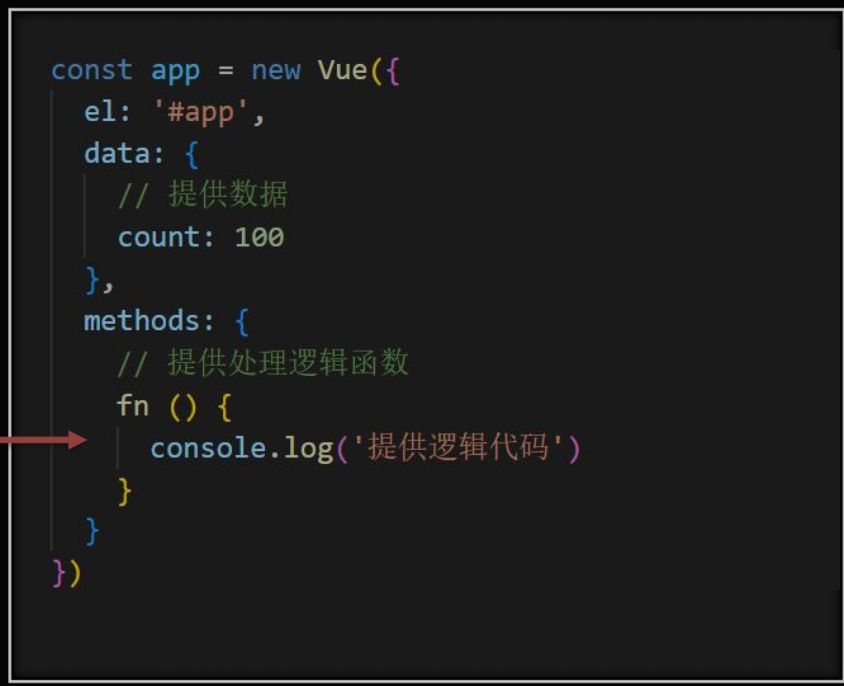 const app = new Vue({
  el: '#app',
  data: {
    // 提供数据
    count: 100
  },
  methods: {
    // 提供处理逻辑函数
    fn () {
      console.log('提供逻辑代码')
    }
  }
})